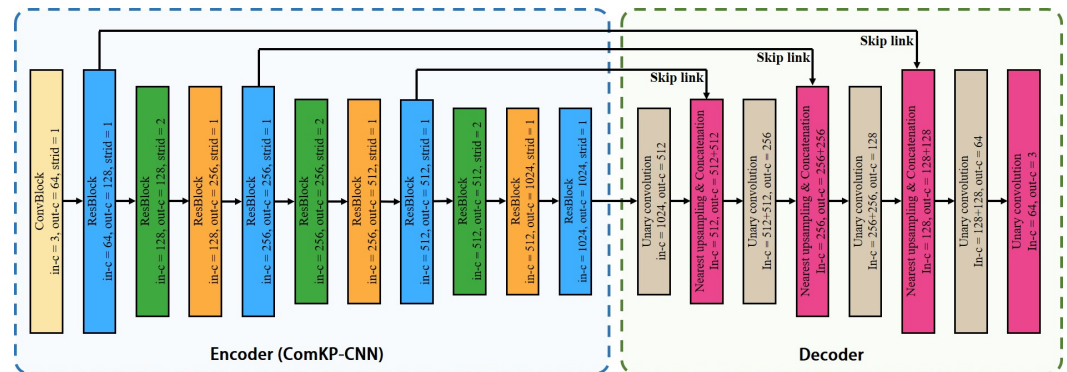 Skip link
Skip link
Skip link
ConvBlock
in-c = 3, out-c = 64, strid = 1
ResBlock
in-c = 64, out-c = 128, strid = 1
ResBlock
in-c = 128, out-c = 128, strid = 2
ResBlock
in-c = 128, out-c = 256, strid = 1
ResBlock
in-c = 256, out-c = 256, strid = 1
ResBlock
in-c = 256, out-c = 256, strid = 2
ResBlock
in-c = 256, out-c = 512, strid = 1
ResBlock
in-c = 512, out-c = 512, strid = 1
ResBlock
in-c = 512, out-c = 512, strid = 2
ResBlock
in-c = 512, out-c = 1024, strid = 1
ResBlock
in-c = 1024, out-c = 1024, strid = 1
Unary convolution
in-c = 1024, out-c = 512
Nearest upsampling & Concatenation
In-c = 512, out-c = 512+512
Unary convolution
In-c = 512+512, out-c = 256
Nearest upsampling & Concatenation
In-c = 256, out-c = 256+256
Unary convolution
In-c = 256+256, out-c = 128
Nearest upsampling & Concatenation
In-c = 128, out-c = 128+128
Unary convolution
In-c = 128+128, out-c = 64
Unary convolution
In-c = 64, out-c = 3
Encoder (ComKP-CNN)
Decoder